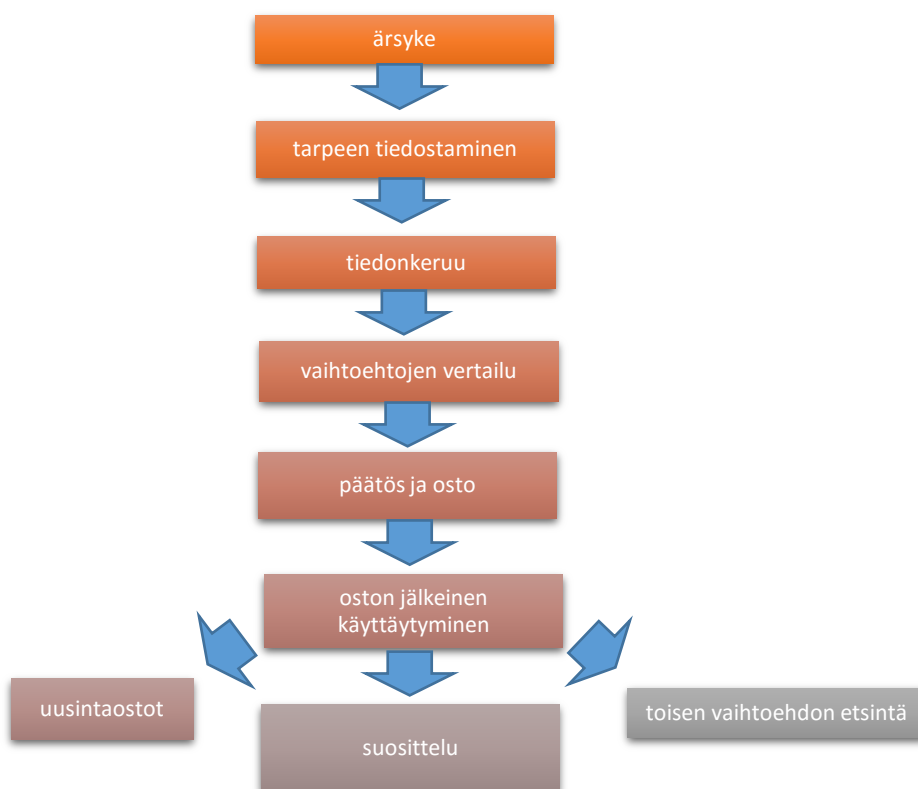 ärsyke
tarpeen tiedostaminen
tiedonkeruu
vaihtoehtojen vertailu
päätös ja osto
oston jälkeinen
käyttäytyminen
uusintaostot
suosittelu
toisen vaihtoehdon etsintä